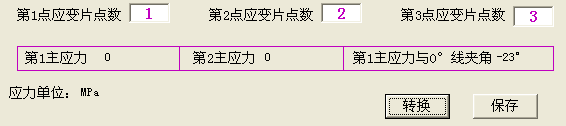 第1点应变片点数 1 第2点应变片点数 2 第3点应变片点数 3
第1主应力 0 第2主应力 0 第1主应力与0° 线夹角 -23°
应力单位: MPa
转换 保存